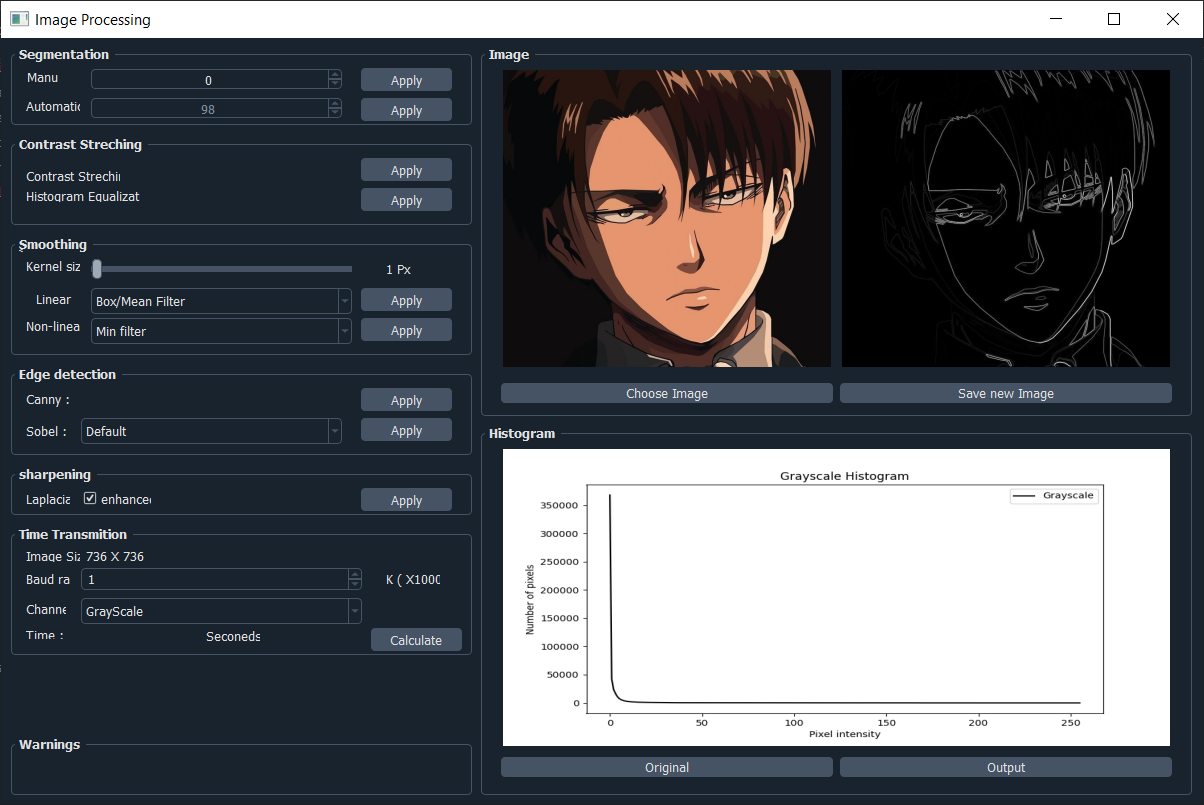 Image Processing
Segmentation
Manu 0 Apply
Automatic 98 Apply
Contrast Streching
Contrast Strechin Apply
Histogram Equalizat Apply
Smoothing
Kernel siz 1 Px
Linear Box/Mean Filter Apply
Non-linea Min filter Apply
Edge detection
Canny : Apply
Sobel : Default Apply
sharpening
Laplacia enhanced Apply
Time Transmition
Image Siz 736 X 736
Baud ra 1 K ( X1000
Channe GrayScale
Time : Seconeds Calculate
Warnings
Image
Choose Image Save new Image
Histogram
Grayscale Histogram
Grayscale
350000
300000
250000
200000
150000
100000
50000
0
Number of pixels
0 50 100 150 200 250
Pixel intensity
Original Output